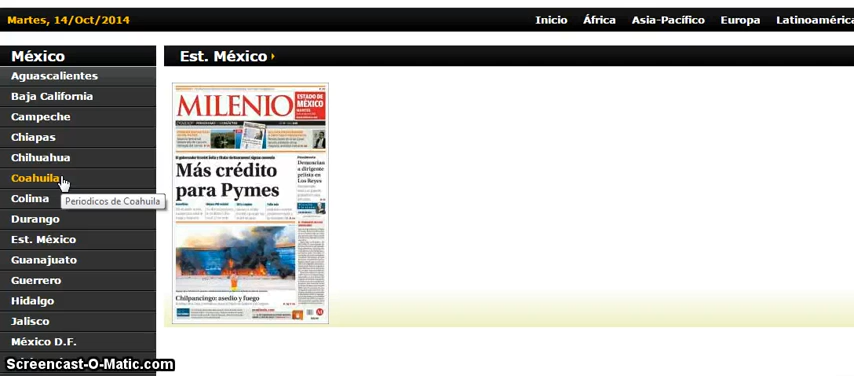 Martes, 14/Oct/2014
Inicio África Asia-Pacífico Europa Latinoaméric
México
Aguascalientes
Baja California
Campeche
Chiapas
Chihuahua
Coahuila
Periodicos de Coahuila
Colima
Durango
Est. México
Guanajuato
Guerrero
Hidalgo
Jalisco
México D.F.
Est. México
MILENIO
ESTADO DE
MÉXICO
Más crédito
para Pymes
Denuncian
a dirigente
priista en
Los Reyes
Chilpancingo: asedio y fuego
Screencast-O-Matic.com